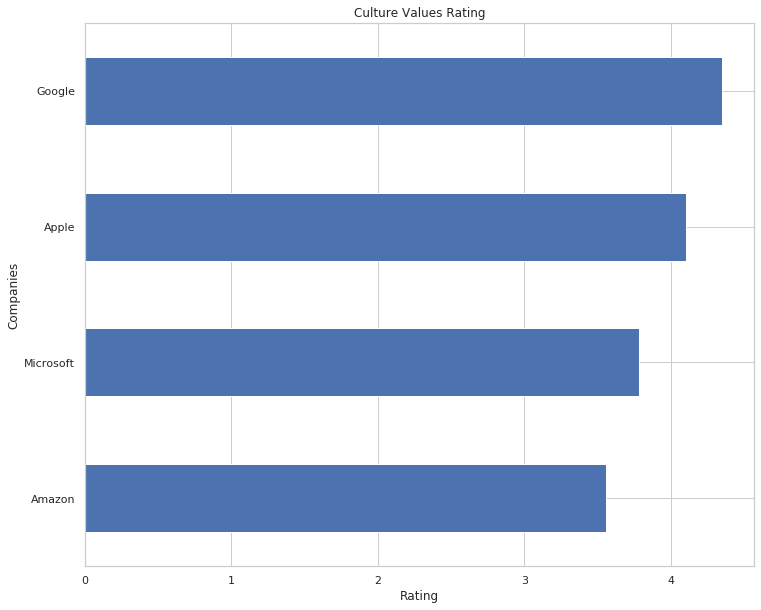 Culture Values Rating
Google
Apple
Microsoft
Amazon
Companies
0 1 2 3 4
Rating